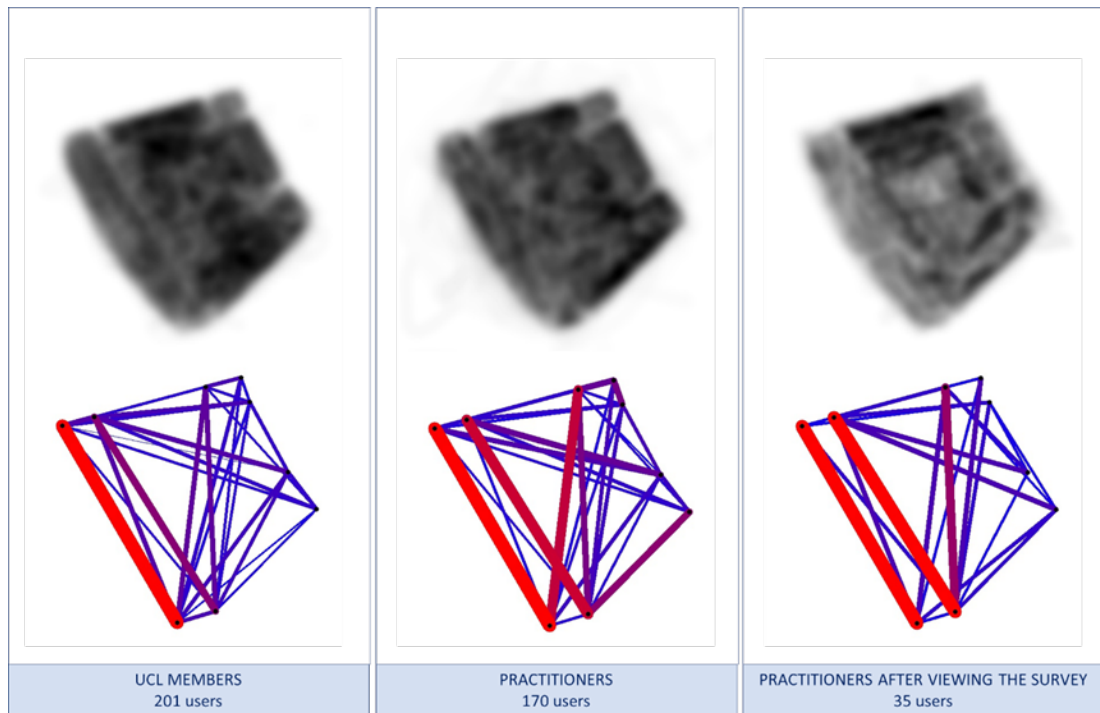 UCL MEMBERS
201 users
PRACTITIONERS
170 users
PRACTITIONERS AFTER VIEWING THE SURVEY
35 users